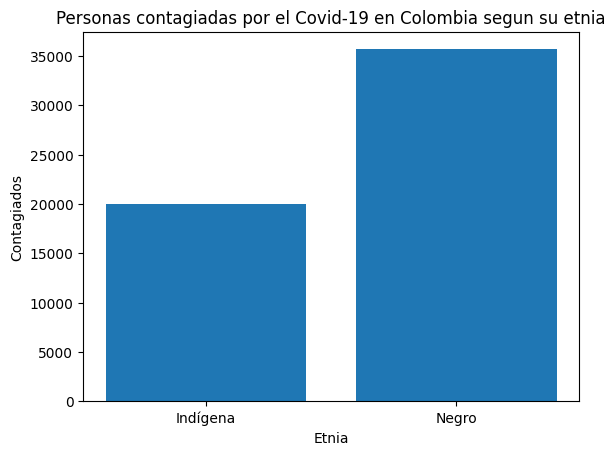 Personas contagiadas por el Covid-19 en Colombia segun su etnia
Contagiados
35000
30000
25000
20000
15000
10000
5000
0
Indígena
Negro
Etnia